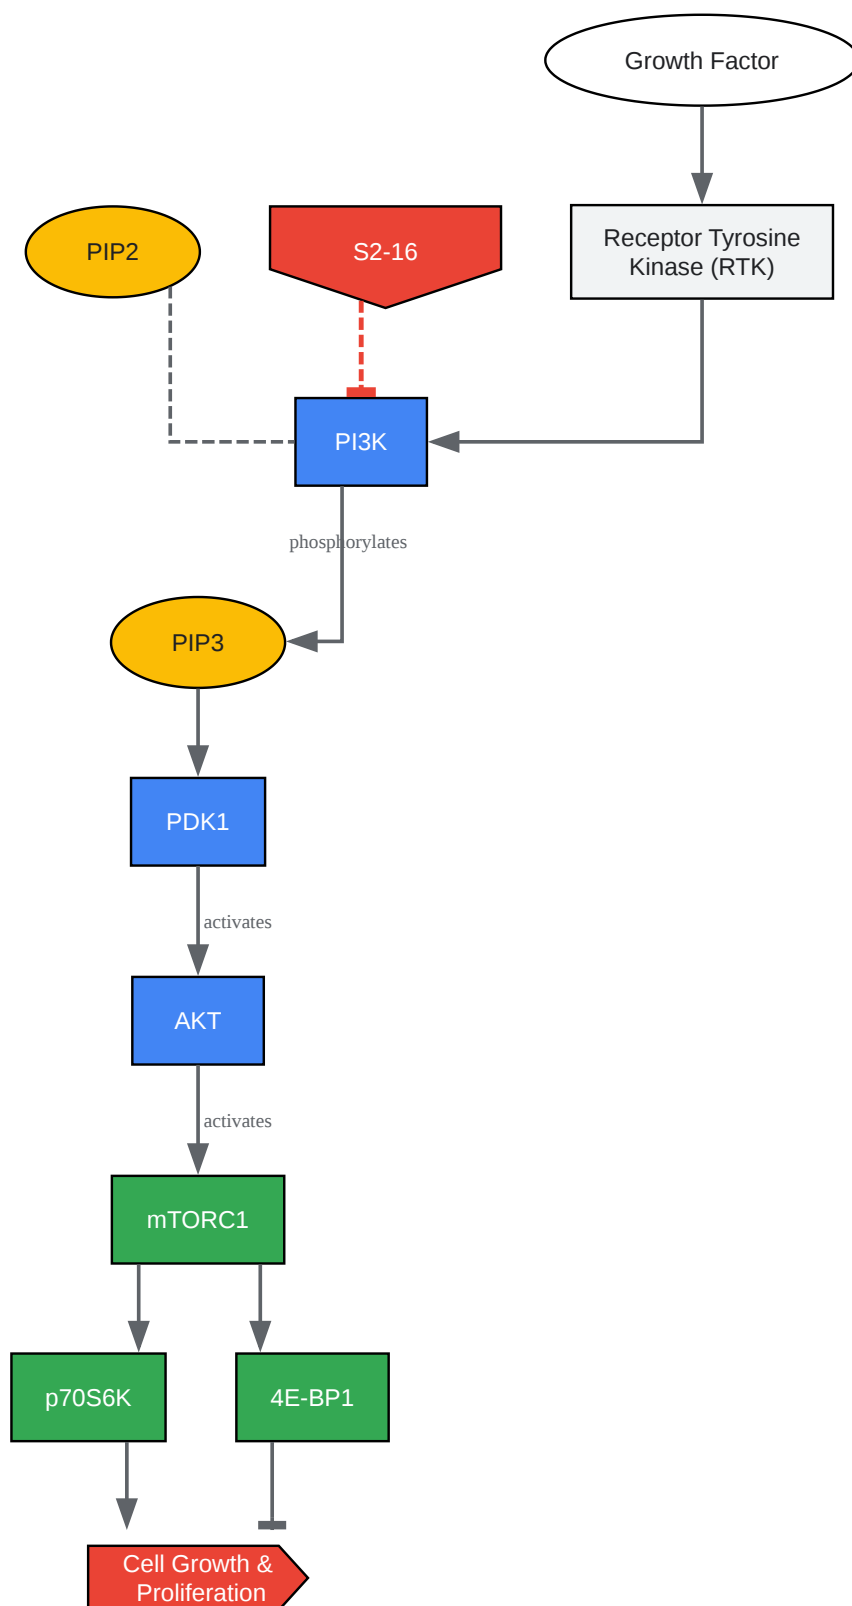 Growth Factor
PIP2
S2-16
Receptor Tyrosine
Kinase (RTK)
PI3K
phosphorylates
PIP3
PDK1
activates
AKT
activates
mTORC1
p70S6K
4E-BP1
Cell Growth &
Proliferation